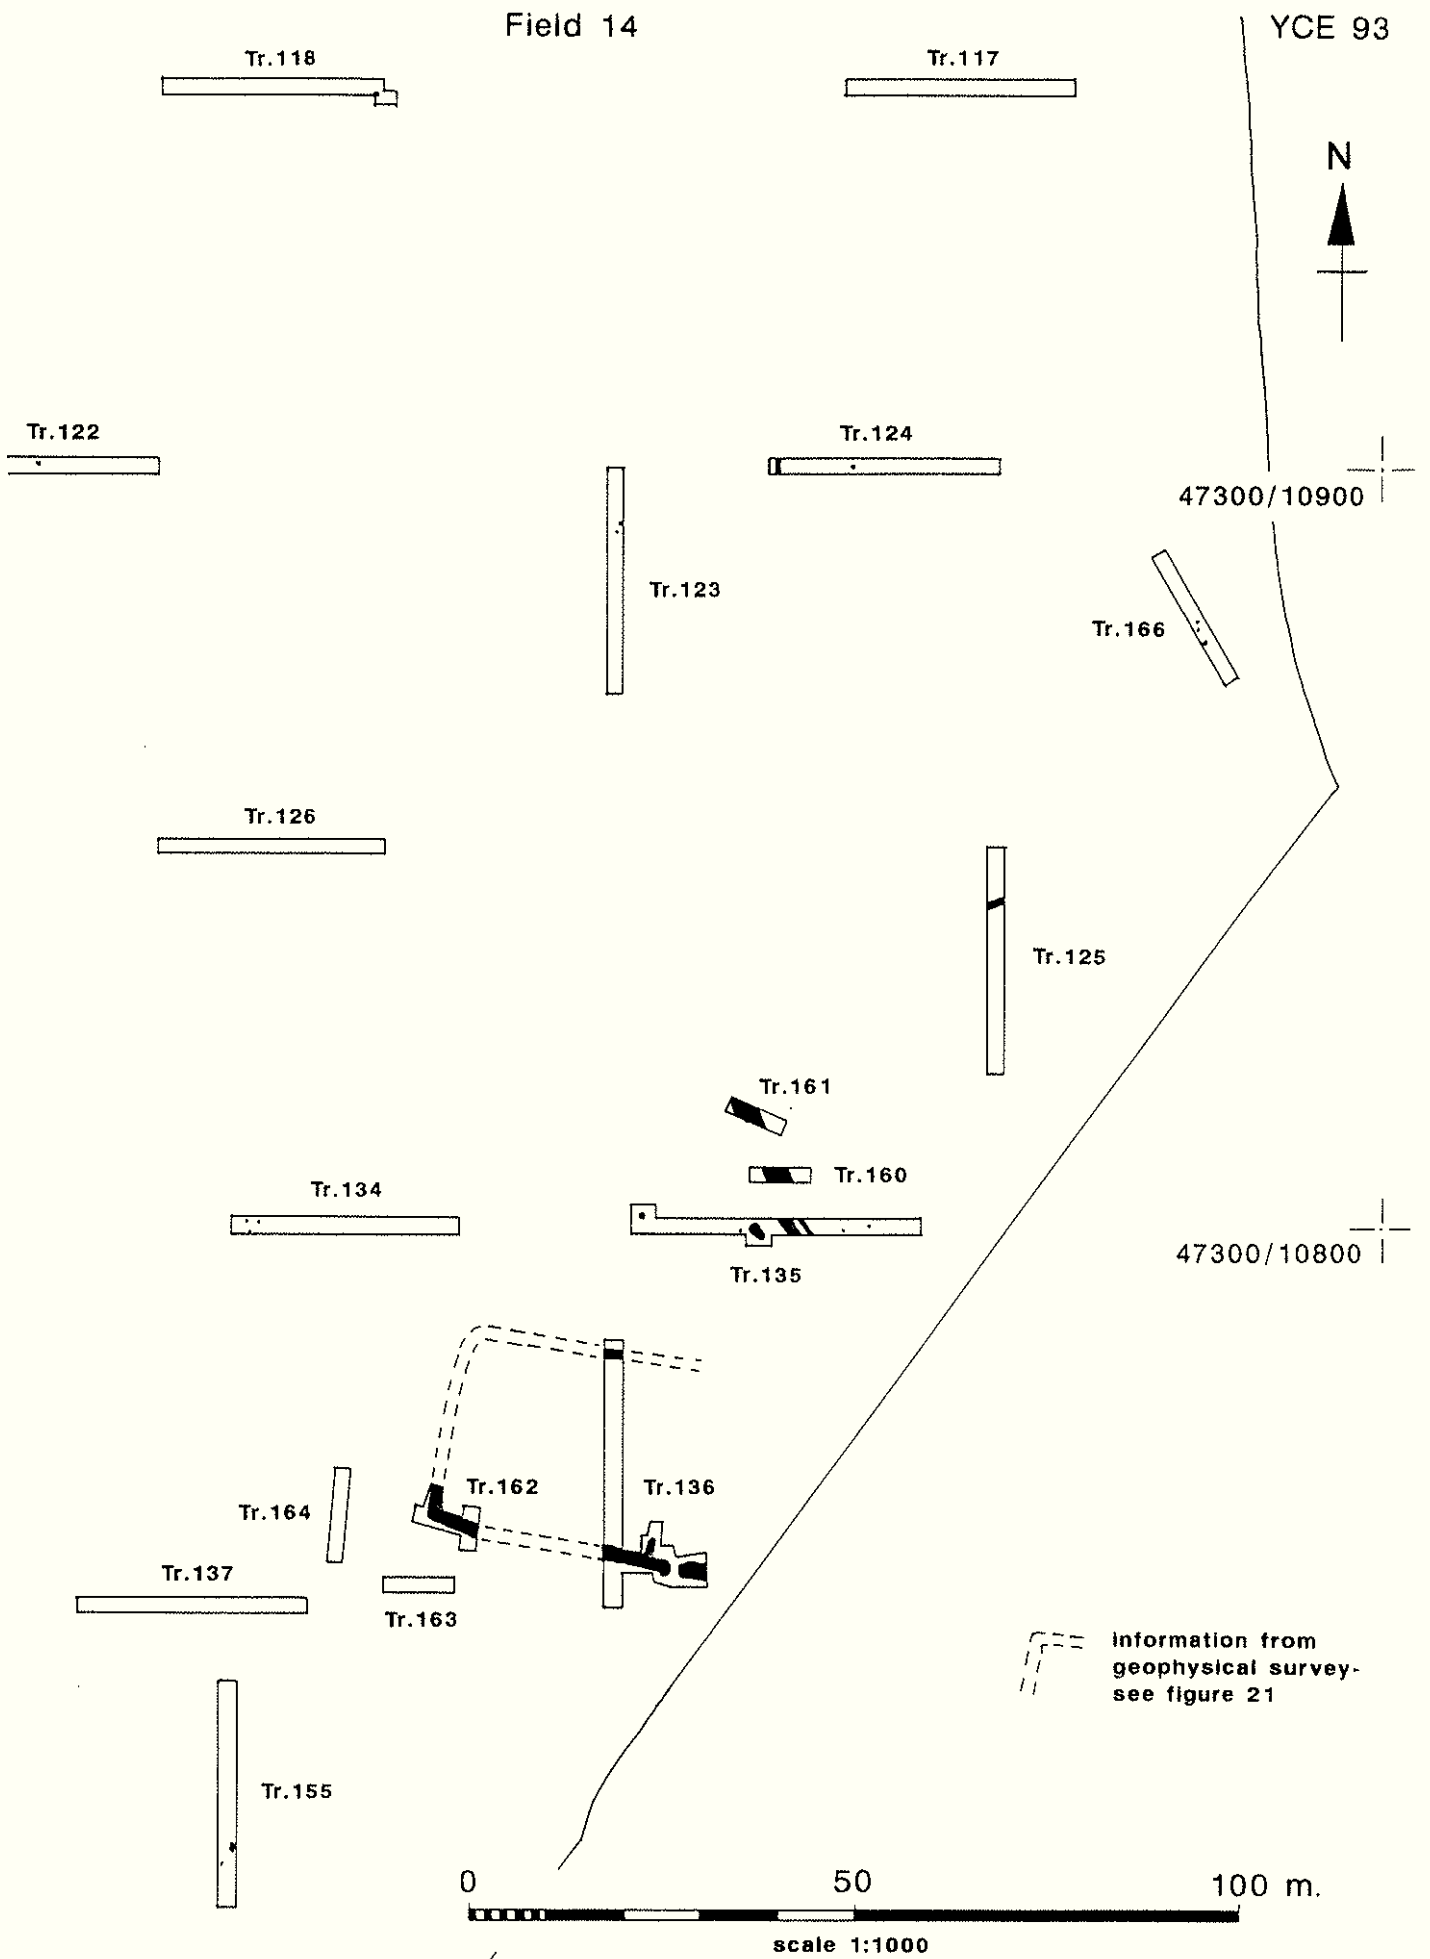 Field 14
YCE 93
Tr.118
Tr.117
N
Tr.122
Tr.124
47300/10900
Tr.123
Tr.166
Tr.126
Tr.125
Tr.161
Tr.160
Tr.134
47300/10800
Tr.135
Tr.162
Tr.136
Tr.164
Tr.137
Tr.163
information from
geophysical survey-
see figure 21
Tr.155
0 50 100 m.
scale 1:1000